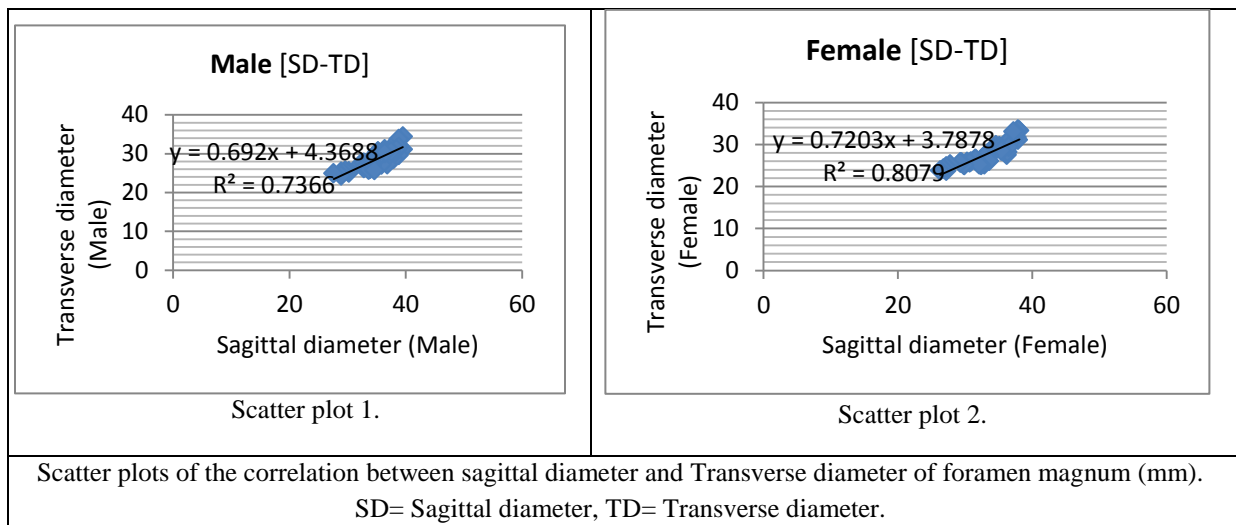 Male [SD-TD]
Transverse diameter
(Male)
40
30
20
10
0
y = 0.692x + 4.3688
R² = 0.7366
0 20 40 60
Sagittal diameter (Male)
Scatter plot 1.
Female [SD-TD]
Transverse diameter
(Female)
40
30
20
10
0
y = 0.7203x + 3.7878
R² = 0.8079
0 20 40 60
Sagittal diameter (Female)
Scatter plot 2.
Scatter plots of the correlation between sagittal diameter and Transverse diameter of foramen magnum (mm).
SD= Sagittal diameter, TD= Transverse diameter.